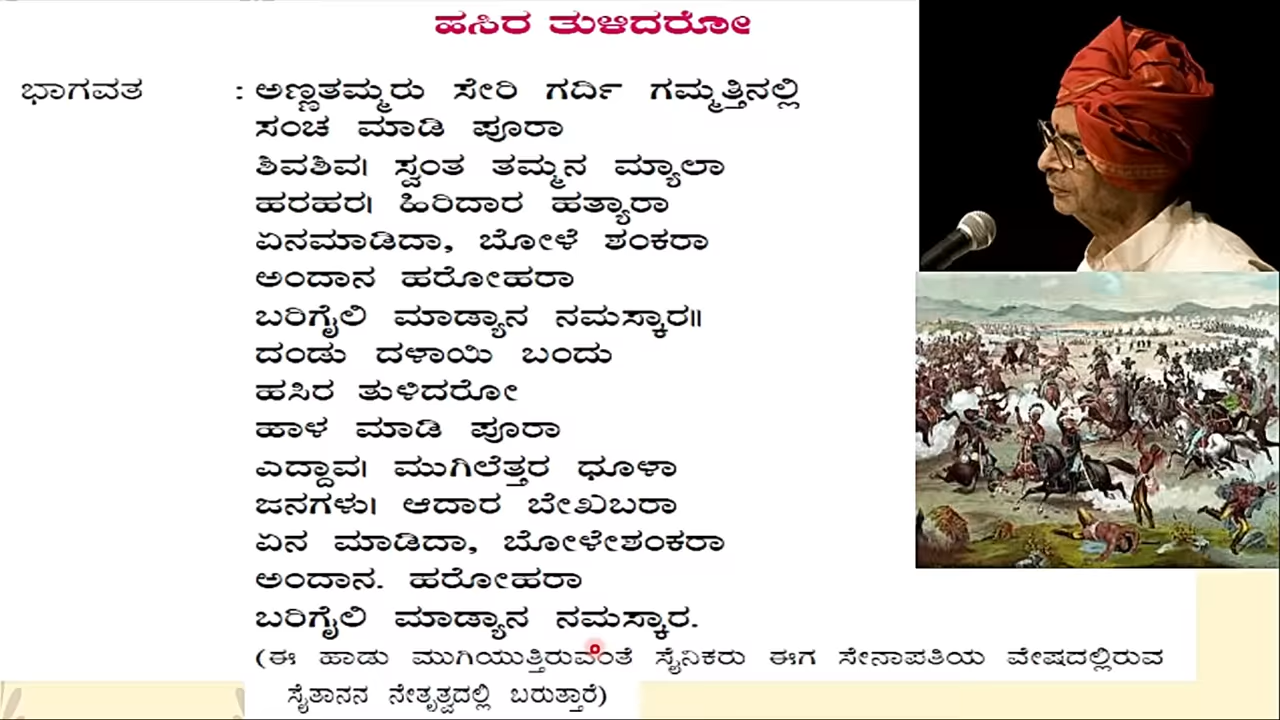 ಹಸಿರ ತುಳಿದರೋ
ಭಾಗವತ : ಅಣ್ಣತಮ್ಮರು ಸೇರಿ ಗರ್ದಿ ಗಮ್ಮತ್ತಿನಲ್ಲಿ
ಸಂಚ ಮಾಡಿ ಪೂರಾ
ಶಿವಶಿವ। ಸ್ವಂತ ತಮ್ಮನ ಮ್ಯಾಲಾ
ಹರಹರ। ಹಿರಿದಾರ ಹತ್ಯಾರಾ
ಏನಮಾಡಿದಾ, ಬೋಳೆ ಶಂಕರಾ
ಅಂದಾನ ಹರೋಹರಾ
ಬರಿಗೈಲಿ ಮಾಡ್ಯಾನ ನಮಸ್ಕಾರ॥
ದಂಡು ದಳಾಯಿ ಬಂದು
ಹಸಿರ ತುಳಿದರೋ
ಹಾಳ ಮಾಡಿ ಪೂರಾ
ಎದ್ದಾವ। ಮುಗಿಲೆತ್ತರ ಧೂಳಾ
ಜನಗಳು। ಆದಾರ ಬೇಖಬರಾ
ಏನ ಮಾಡಿದಾ, ಬೋಳೇಶಂಕರಾ
ಅಂದಾನ. ಹರೋಹರಾ
ಬರಿಗೈಲಿ ಮಾಡ್ಯಾನ ನಮಸ್ಕಾರ.
(ಈ ಹಾಡು ಮುಗಿಯುತ್ತಿರುವಂತೆ ಸೈನಿಕರು ಈಗ ಸೇನಾಪತಿಯ ವೇಷದಲ್ಲಿರುವ
ಸೈತಾನನ ನೇತೃತ್ವದಲ್ಲಿ ಬರುತ್ತಾರೆ)